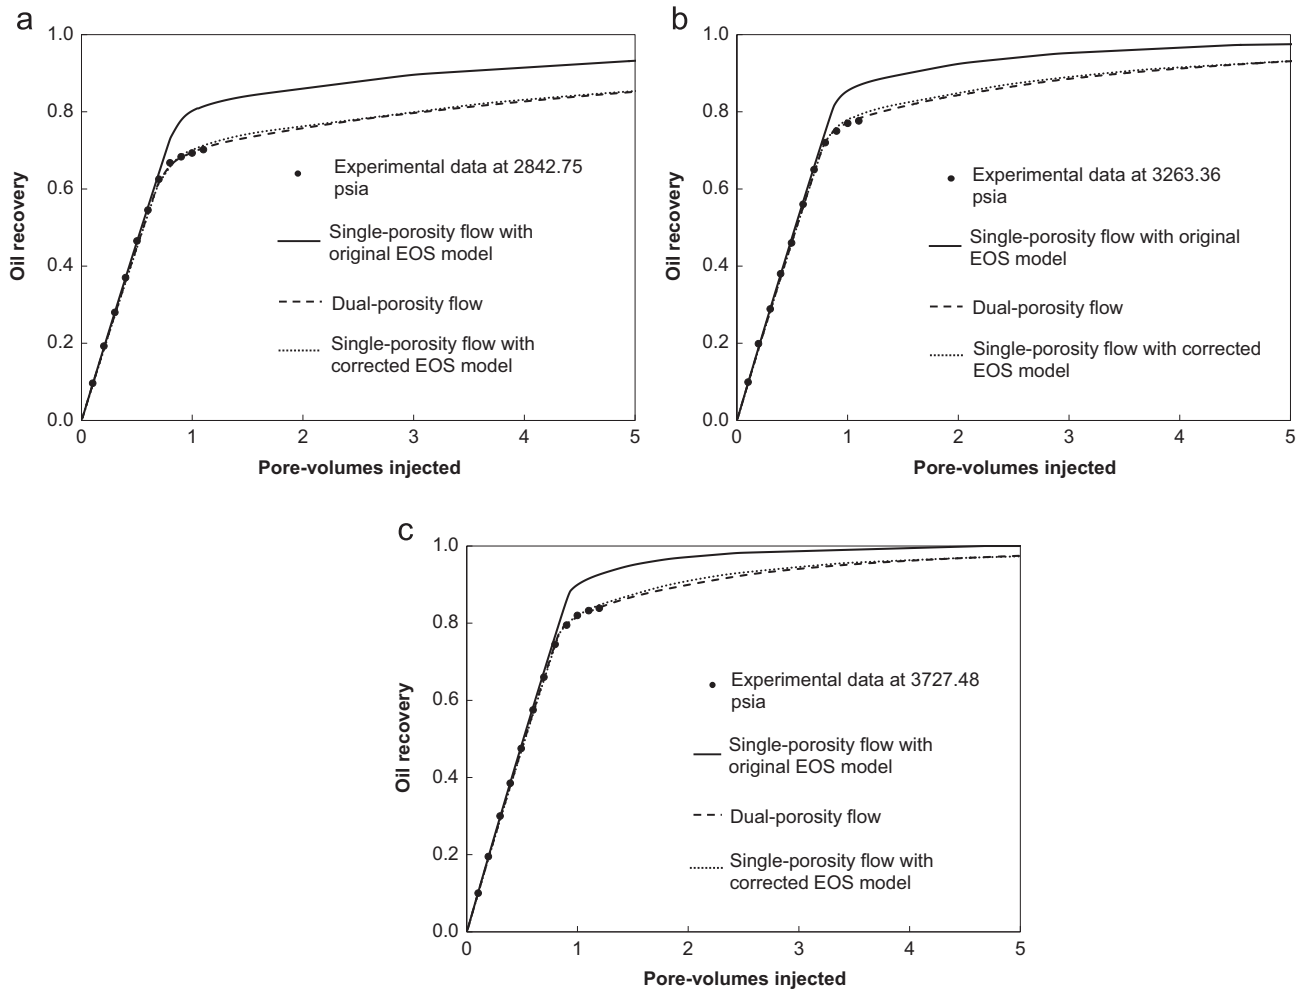 a
1.0
0.8
0.6
0.4
0.2
0.0
Oil recovery
0
1
2
3
4
5
Pore-volumes injected
Experimental data at 2842.75
psia
Single-porosity flow with
original EOS model
Dual-porosity flow
Single-porosity flow with
corrected EOS model
b
1.0
0.8
0.6
0.4
0.2
0.0
Oil recovery
0
1
2
3
4
5
Pore-volumes injected
Experimental data at 3263.36
psia
Single-porosity flow with original
EOS model
Dual-porosity flow
Single-porosity flow with corrected
EOS model
c
1.0
0.8
0.6
0.4
0.2
0.0
Oil recovery
0
1
2
3
4
5
Pore-volumes injected
Experimental data at 3727.48
psia
Single-porosity flow with
original EOS model
Dual-porosity flow
Single-porosity flow with
corrected EOS model